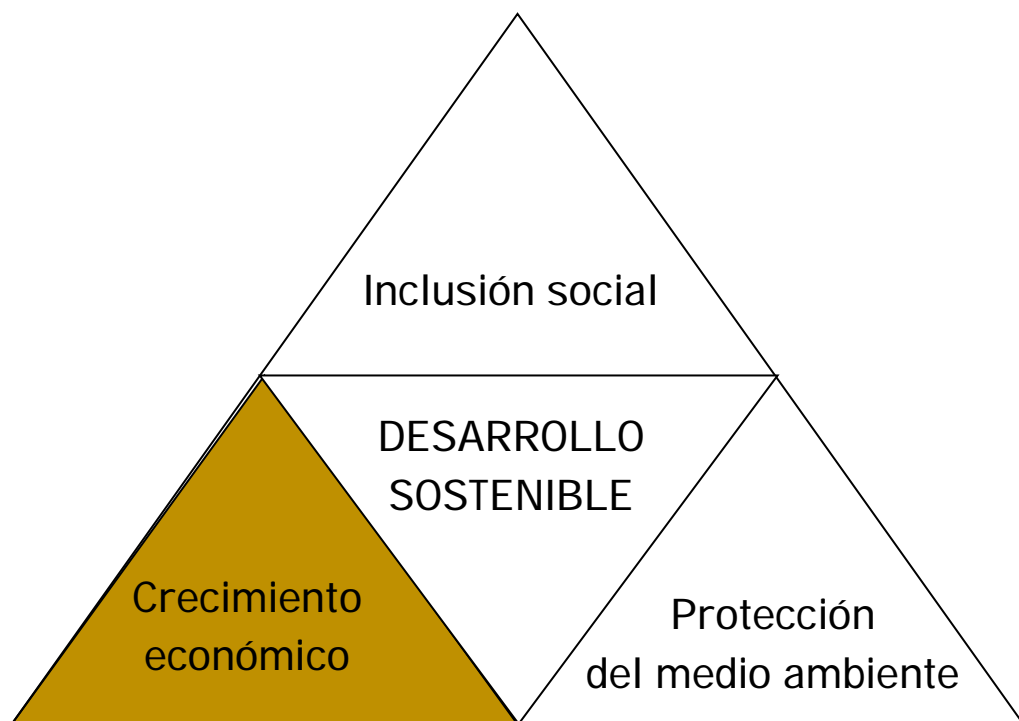 Inclusión social
DESARROLLO
SOSTENIBLE
Crecimiento
económico
Protección
del medio ambiente